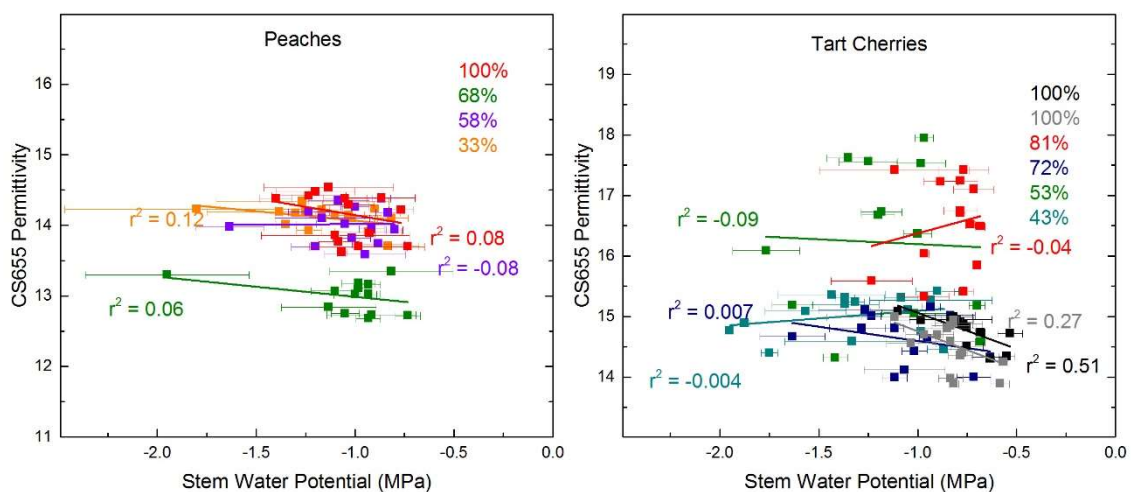 Peaches
100%
68%
58%
33%
r² = 0.12
r² = 0.08
r² = -0.08
r² = 0.06
CS655 Permittivity
16
15
14
13
12
11
-2.0
-1.5
-1.0
-0.5
0.0
Stem Water Potential (MPa)
Tart Cherries
100%
100%
81%
72%
53%
43%
r² = -0.09
r² = -0.04
r² = 0.007
r² = 0.27
r² = 0.51
r² = -0.004
CS655 Permittivity
19
18
17
16
15
14
-2.0
-1.5
-1.0
-0.5
0.0
Stem Water Potential (MPa)